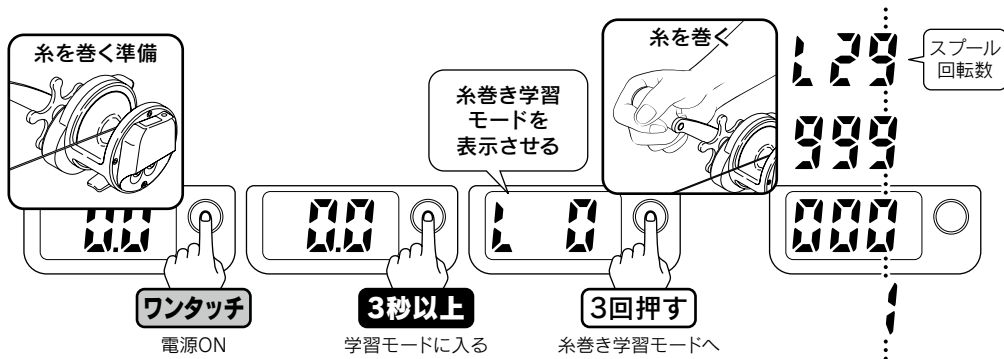 糸を巻く準備
0.0
ワンタッチ
電源ON
0.0
3秒以上
学習モードに入る
糸巻き学習
モードを
表示させる
L 0
3回押す
糸巻き学習モードへ
糸を巻く
L29
スプール
回転数
999
000
1